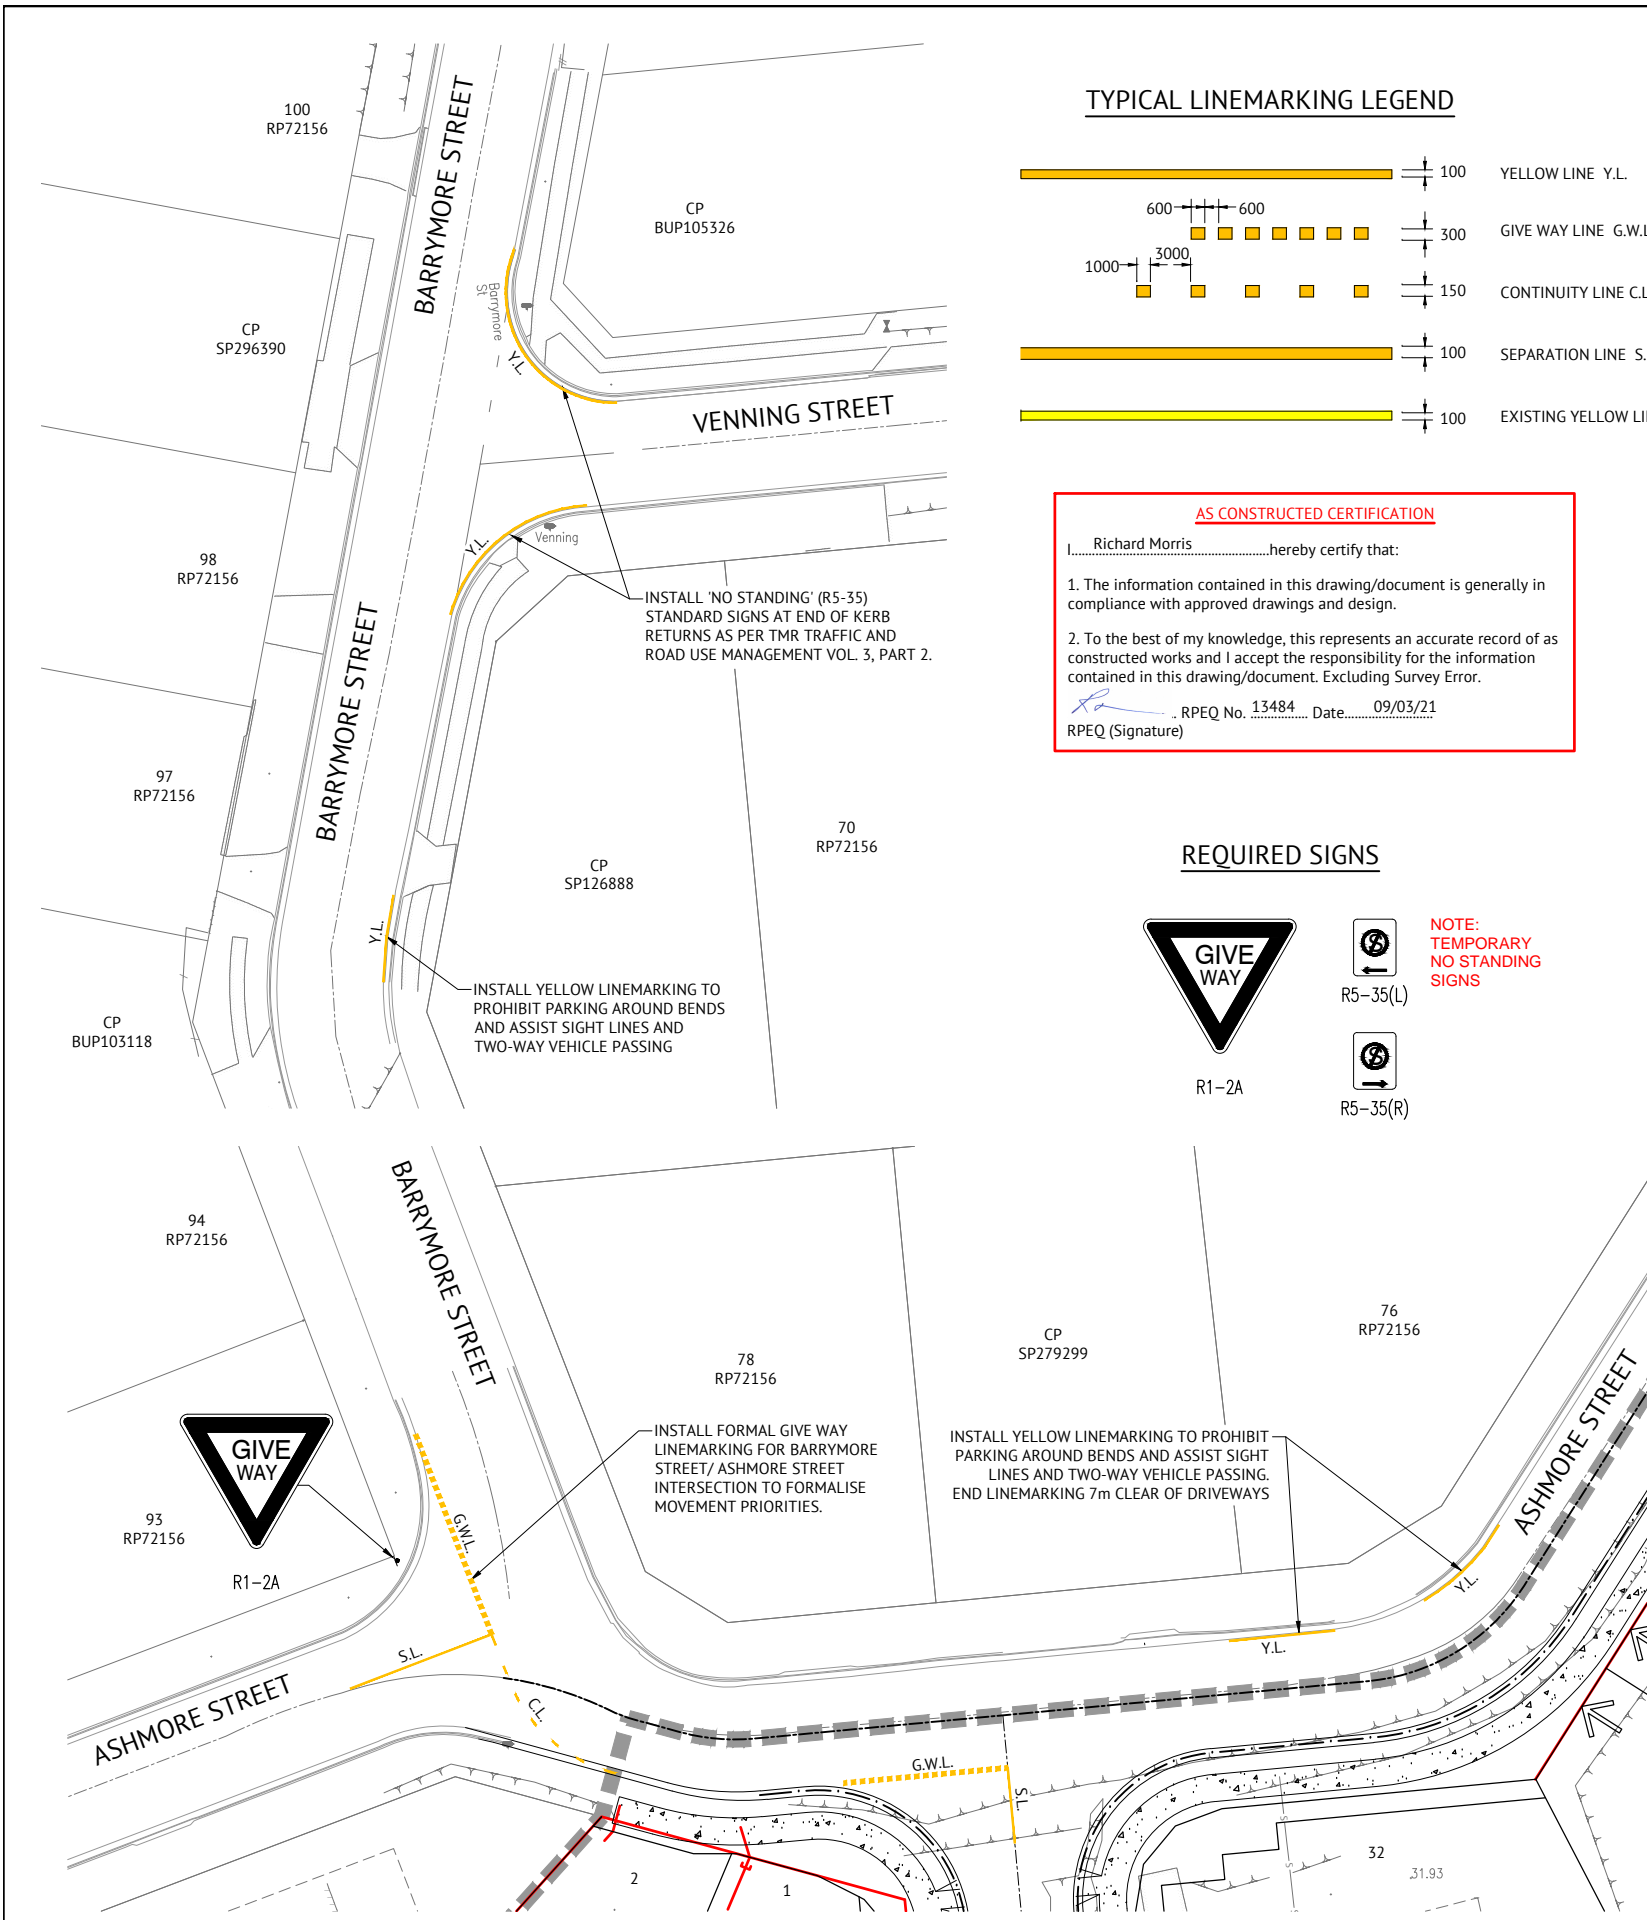 100
RP72156
BARRYMORE STREET
CP
BUP105326
CP
SP296390
Barrymore
St
Y.L.
VENNING STREET
98
RP72156
Y.L.
Venning
INSTALL 'NO STANDING' (R5-35)
STANDARD SIGNS AT END OF KERB
RETURNS AS PER TMR TRAFFIC AND
ROAD USE MANAGEMENT VOL. 3, PART 2.
BARRYMORE STREET
97
RP72156
70
RP72156
CP
SP126888
Y.L.
INSTALL YELLOW LINEMARKING TO
PROHIBIT PARKING AROUND BENDS
AND ASSIST SIGHT LINES AND
TWO-WAY VEHICLE PASSING
CP
BUP103118
TYPICAL LINEMARKING LEGEND
100 YELLOW LINE Y.L.
600 600
300 GIVE WAY LINE G.W.L
1000 3000
150 CONTINUITY LINE C.L
100 SEPARATION LINE S.
100 EXISTING YELLOW LI
AS CONSTRUCTED CERTIFICATION
I.... Richard Morris ....hereby certify that:
1. The information contained in this drawing/document is generally in
compliance with approved drawings and design.
2. To the best of my knowledge, this represents an accurate record of as
constructed works and I accept the responsibility for the information
contained in this drawing/document. Excluding Survey Error.
RPEQ No. 13484 Date 09/03/21
RPEQ (Signature)
REQUIRED SIGNS
GIVE
WAY
R1-2A
R5-35(L)
NOTE:
TEMPORARY
NO STANDING
SIGNS
R5-35(R)
94
RP72156
BARRYMORE STREET
78
RP72156
CP
SP279299
76
RP72156
ASHMORE STREET
GIVE
WAY
R1-2A
93
RP72156
G.W.L.
INSTALL FORMAL GIVE WAY
LINEMARKING FOR BARRYMORE
STREET/ ASHMORE STREET
INTERSECTION TO FORMALISE
MOVEMENT PRIORITIES.
INSTALL YELLOW LINEMARKING TO PROHIBIT
PARKING AROUND BENDS AND ASSIST SIGHT
LINES AND TWO-WAY VEHICLE PASSING.
END LINEMARKING 7m CLEAR OF DRIVEWAYS
Y.L.
Y.L.
S.L.
C.L.
ASHMORE STREET
G.W.L.
S.L.
2
1
32
31.93
S
S